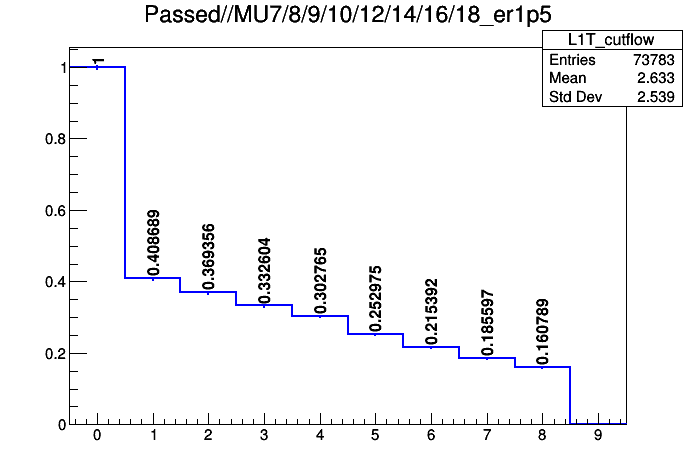 Passed//MU7/8/9/10/12/14/16/18_er1p5
L1T_cutflow
Entries 73783
Mean 2.633
Std Dev 2.539
1
0.8
0.6
0.4
0.2
0
1
0.408689
0.369356
0.332604
0.302765
0.252975
0.215392
0.185597
0.160789
0 1 2 3 4 5 6 7 8 9